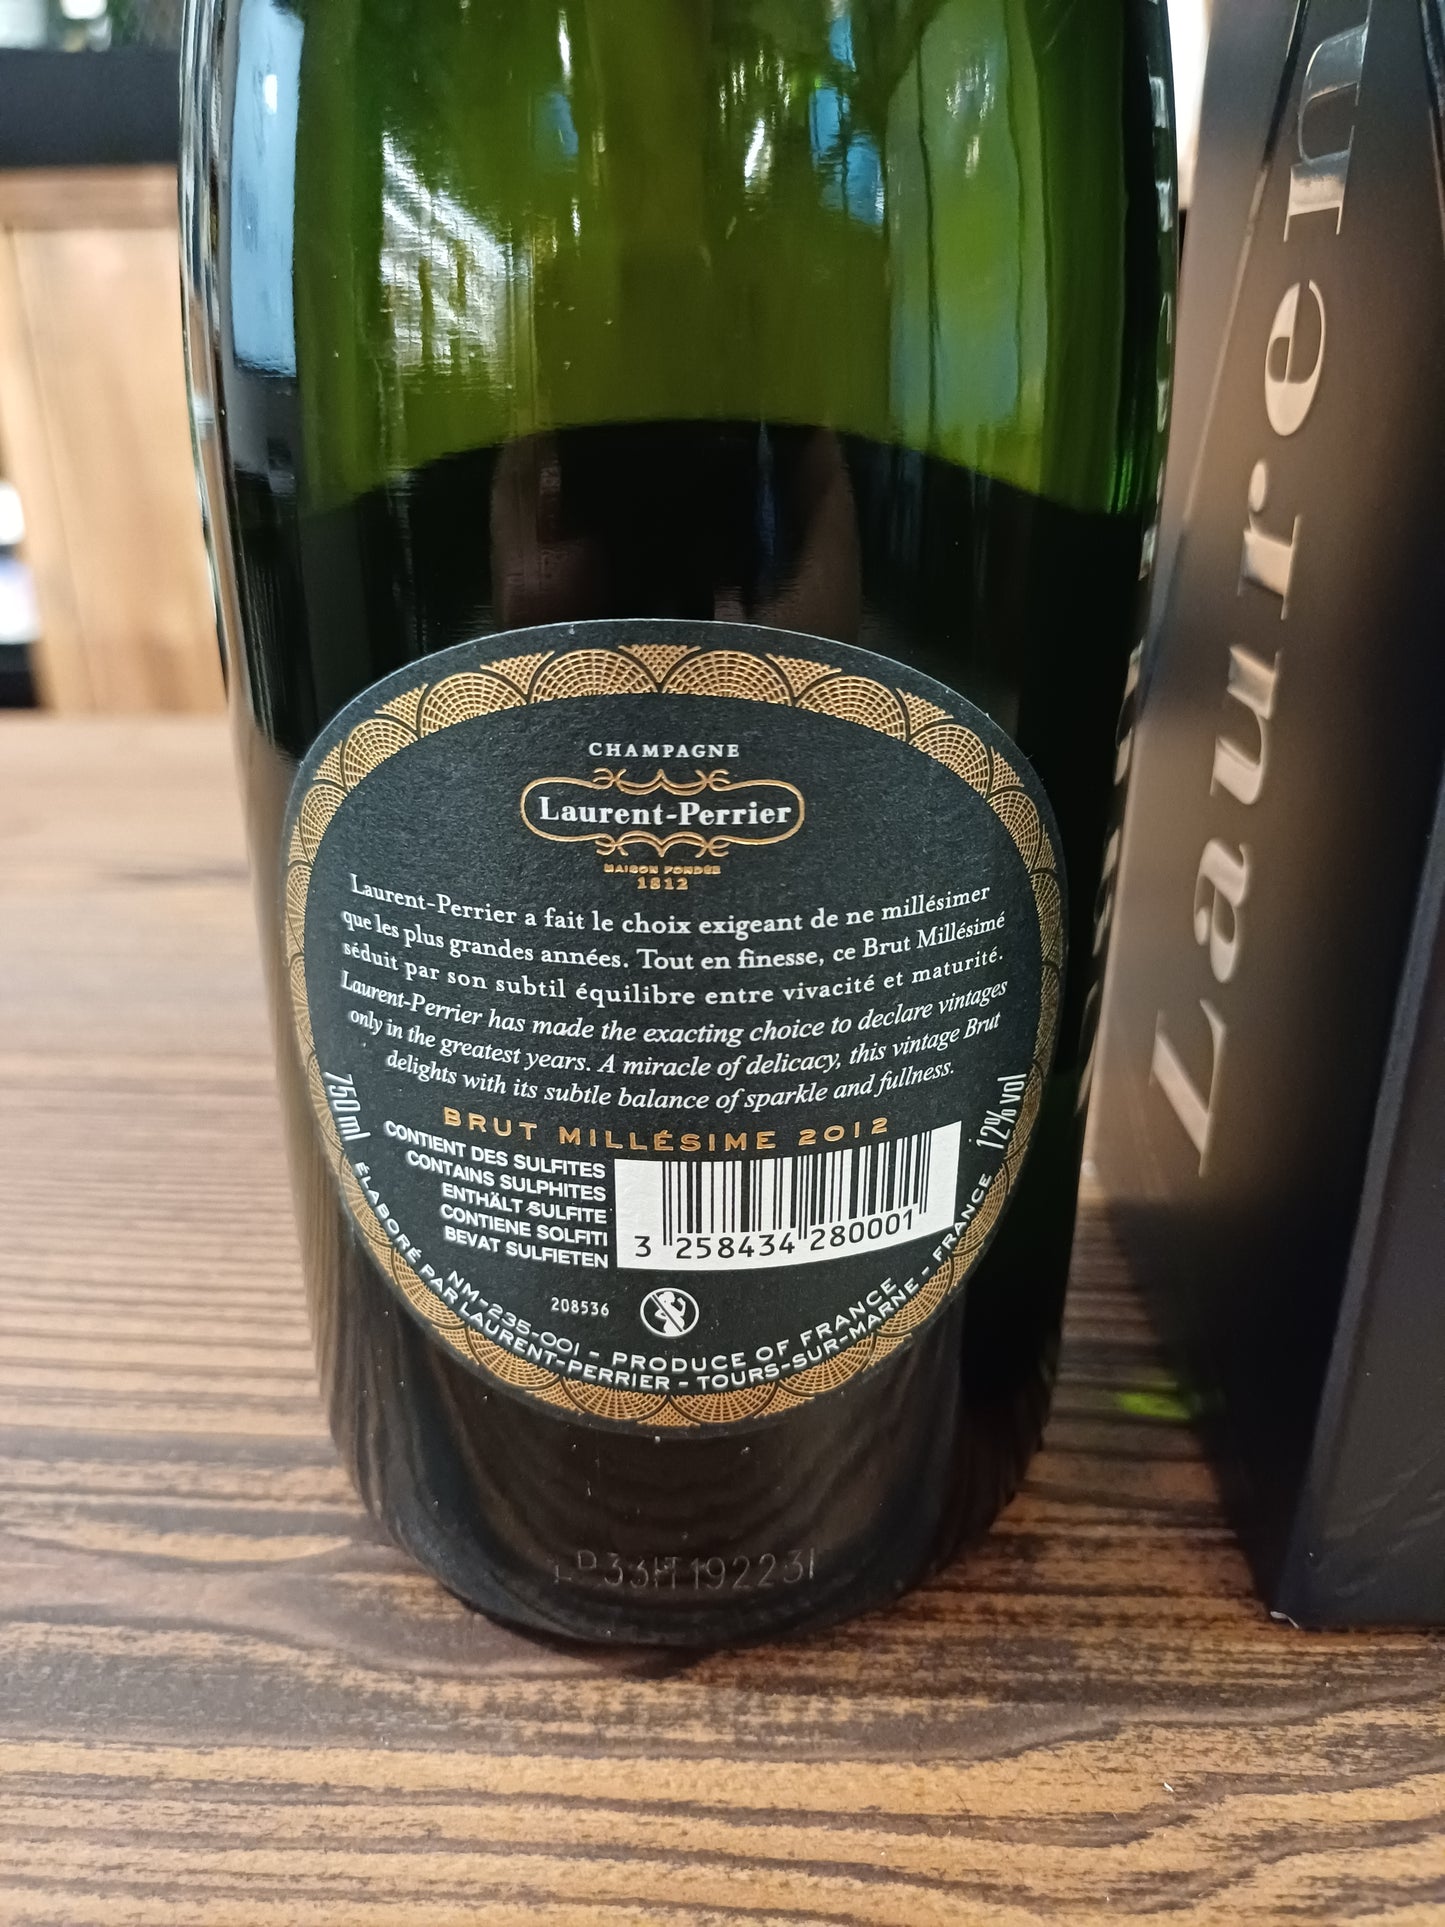 CHAMPAGNE
Laurent-Perrier
MAISON FONDÉE
1812
Laurent-Perrier a fait le choix exigeant de ne millésimer
que les plus grandes années. Tout en finesse, ce Brut Millésimé
séduit par son subtil équilibre entre vivacité et maturité.
Laurent-Perrier has made the exacting choice to declare vintages
only in the greatest years. A miracle of delicacy, this vintage Brut
delights with its subtle balance of sparkle and fullness.
BRUT MILLÉSIME 2012
750 ml
12% vol
CONTIENT DES SULFITES
CONTAINS SULPHITES
ENTHÄLT SULFITE
CONTIENE SOLFITI
BEVAT SULFIETEN
3 258434 280001
208536
NM-235-001 - PRODUCE OF FRANCE
ÉLABORÉ PAR LAURENT-PERRIER - TOURS-SUR-MARNE - FRANCE
Lauren